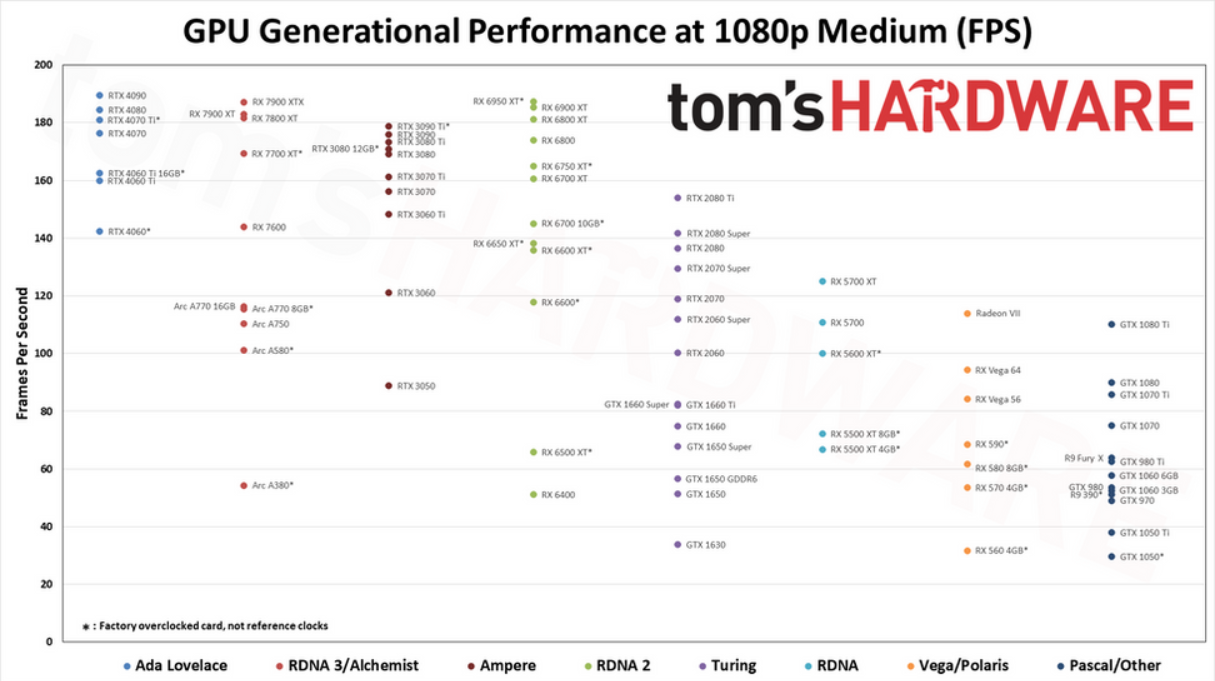 GPU Generational Performance at 1080p Medium (FPS)
tom'sHARDWARE
Frames Per Second
200
180
160
140
120
100
80
60
40
20
0
RTX 4090
RTX 4080
RTX 4070 Ti*
RTX 4070
RTX 4060 Ti 16GB*
RTX 4060 Ti
RTX 4060*
RX 7900 XTX
RX 7900 XT
RX 7800 XT
RX 7700 XT*
RX 7600
Arc A770 16GB
Arc A770 8GB*
Arc A750
Arc A580*
Arc A380*
RTX 3090 Ti*
RTX 3090
RTX 3080 Ti
RTX 3080 12GB*
RTX 3080
RTX 3070 Ti
RTX 3070
RTX 3060 Ti
RTX 3060
RTX 3050
RX 6950 XT*
RX 6900 XT
RX 6800 XT
RX 6800
RX 6750 XT*
RX 6700 XT
RX 6700 10GB*
RX 6650 XT*
RX 6600 XT*
RX 6600*
RX 6500 XT*
RX 6400
RTX 2080 Ti
RTX 2080 Super
RTX 2080
RTX 2070 Super
RTX 2070
RTX 2060 Super
RTX 2060
GTX 1660 Super
GTX 1660 Ti
GTX 1660
GTX 1650 Super
GTX 1650 GDDR6
GTX 1650
GTX 1630
RX 5700 XT
RX 5700
RX 5600 XT*
RX 5500 XT 8GB*
RX 5500 XT 4GB*
Radeon VII
RX Vega 64
RX Vega 56
RX 590*
RX 580 8GB*
RX 570 4GB*
RX 560 4GB*
GTX 1080 Ti
GTX 1080
GTX 1070 Ti
GTX 1070
R9 Fury X
GTX 980 Ti
GTX 1060 6GB
GTX 980
GTX 1060 3GB
R9 390*
GTX 970
GTX 1050 Ti
GTX 1050*
* : Factory overclocked card, not reference clocks
Ada Lovelace
RDNA 3/Alchemist
Ampere
RDNA 2
Turing
RDNA
Vega/Polaris
Pascal/Other